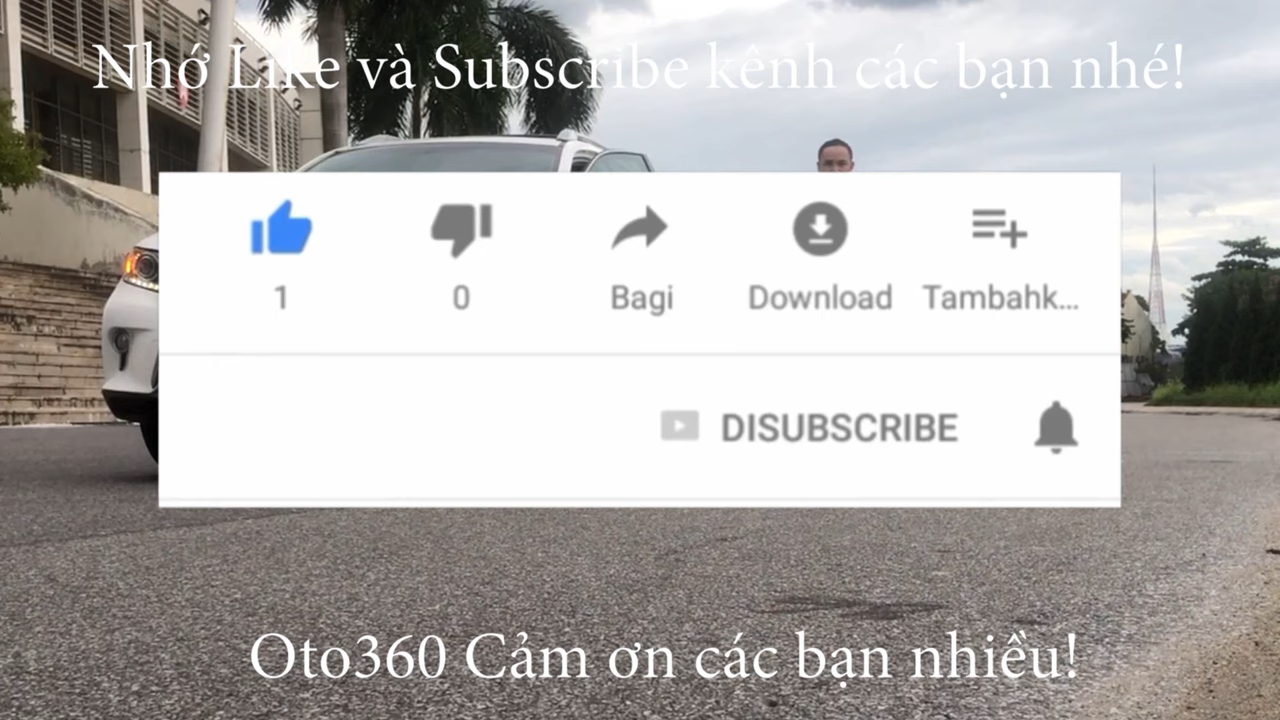 Nhớ Like và Subscribe kênh các bạn nhé!
1 0 Bagi Download Tambahk...
DISUBSCRIBE
Oto360 Cảm ơn các bạn nhiều!